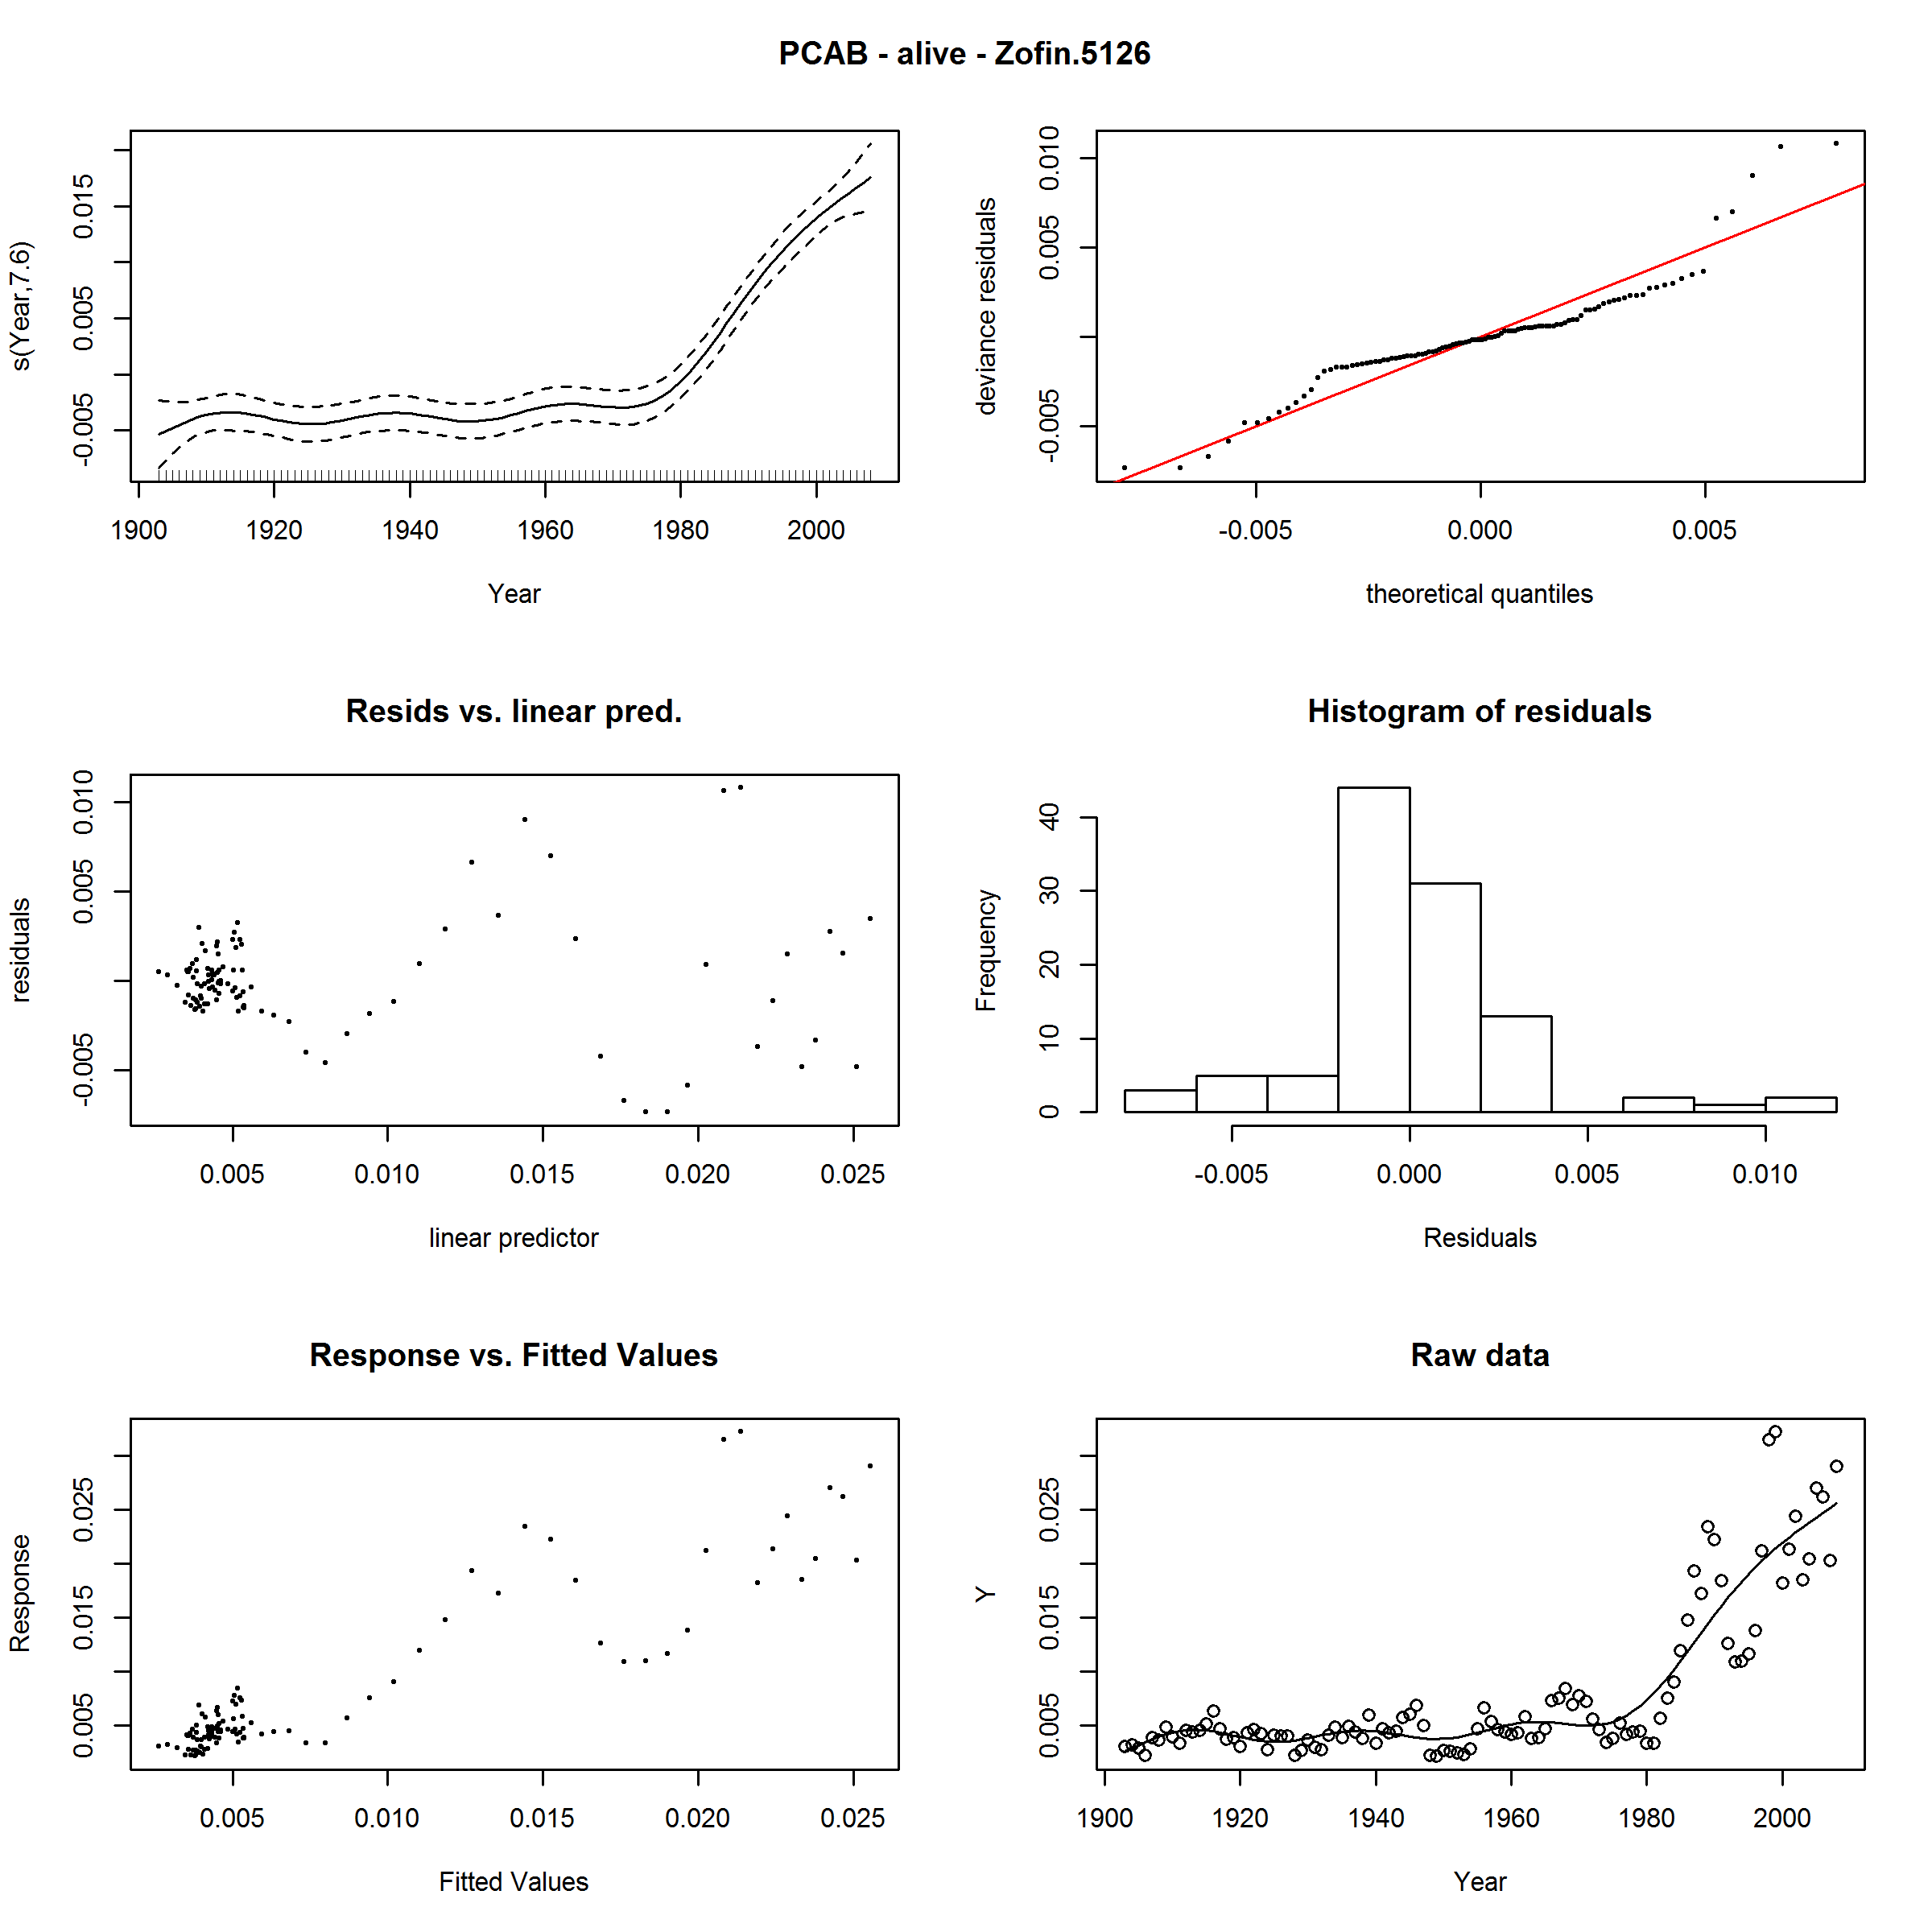 PCAB - alive - Zofin.5126
s(Year,7.6)
-0.005 0.005 0.015
1900 1920 1940 1960 1980 2000
Year
deviance residuals
-0.005 0.005 0.010
-0.005 0.000 0.005
theoretical quantiles
Resids vs. linear pred.
residuals
-0.005 0.005 0.010
0.005 0.010 0.015 0.020 0.025
linear predictor
Histogram of residuals
Frequency
0 10 20 30 40
-0.005 0.000 0.005 0.010
Residuals
Response vs. Fitted Values
Response
0.005 0.015 0.025
0.005 0.010 0.015 0.020 0.025
Fitted Values
Raw data
Y
0.005 0.015 0.025
1900 1920 1940 1960 1980 2000
Year